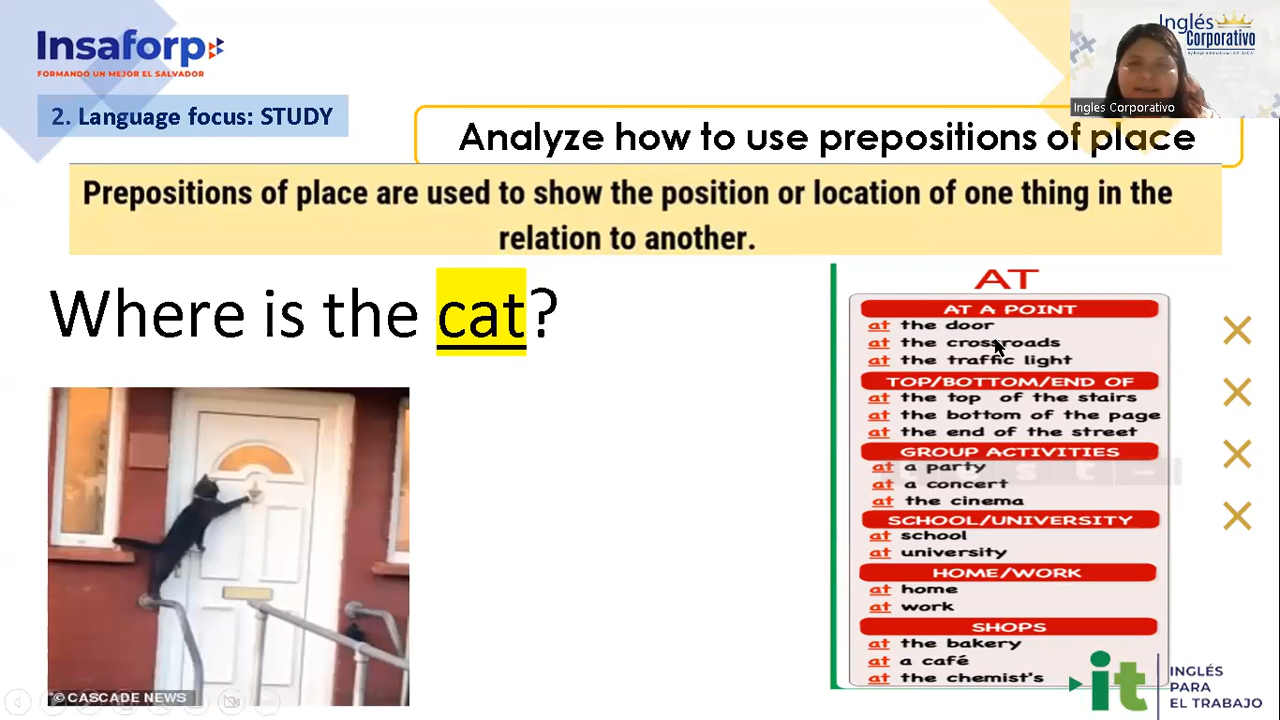 Insaforp
FORMANDO UN MEJOR EL SALVADOR
Inglés
Corporativo
Ingles Corporativo
2. Language focus: STUDY
Analyze how to use prepositions of place
Prepositions of place are used to show the position or location of one thing in the
relation to another.
Where is the cat?
© CASCADE NEWS
AT
AT A POINT
at the door
at the crossroads
at the traffic light
TOP/BOTTOM/END OF
at the top of the stairs
at the bottom of the page
at the end of the street
GROUP ACTIVITIES
at a party
at a concert
at the cinema
SCHOOL/UNIVERSITY
at school
at university
HOME/WORK
at home
at work
SHOPS
at the bakery
at a café
at the chemist's
it
INGLÉS
PARA
EL TRABAJO